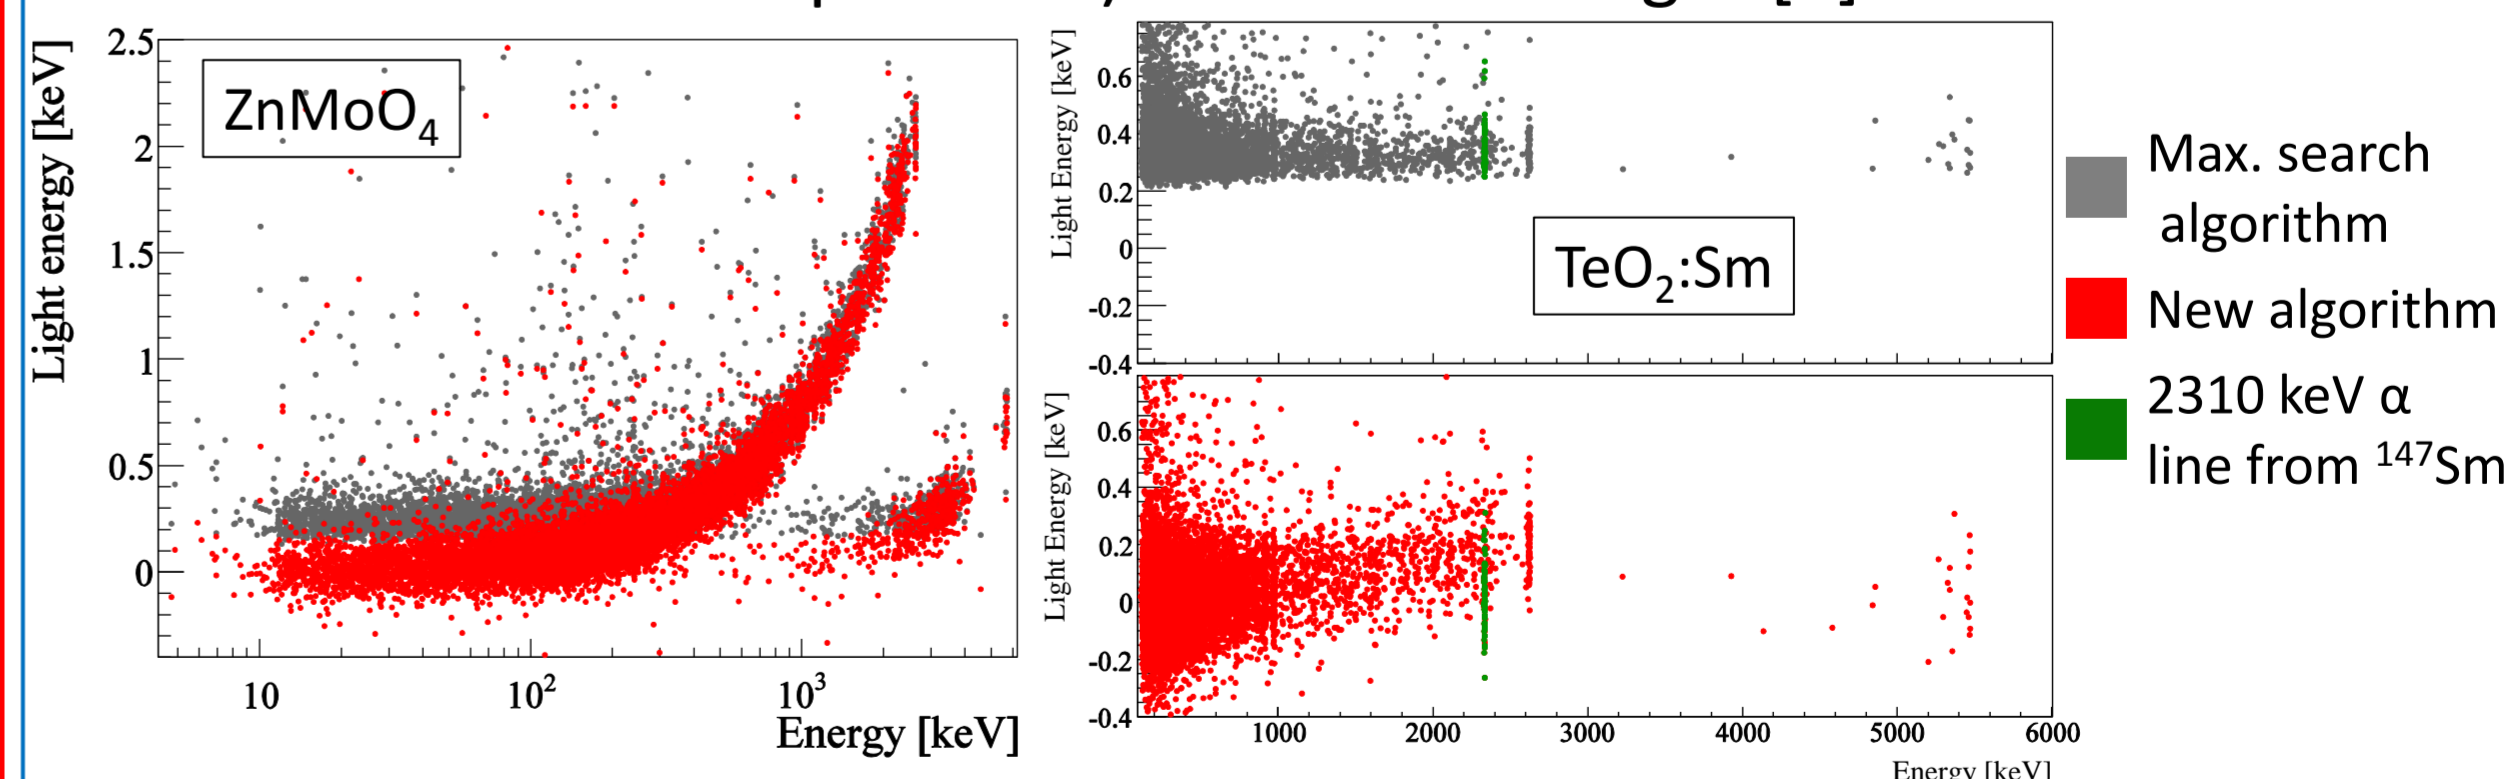 ZnMoO4
Light energy [keV]
2.5
2
1.5
1
0.5
0
10
10²
10³
Energy [keV]
Light Energy [keV]
0.6
0.4
0.2
0
-0.2
-0.4
TeO2:Sm
Light Energy [keV]
0.6
0.4
0.2
0
-0.2
-0.4
1000
2000
3000
4000
5000
6000
Energy [keV]
Max. search
algorithm
New algorithm
2310 keV α
line from ¹⁴⁷Sm